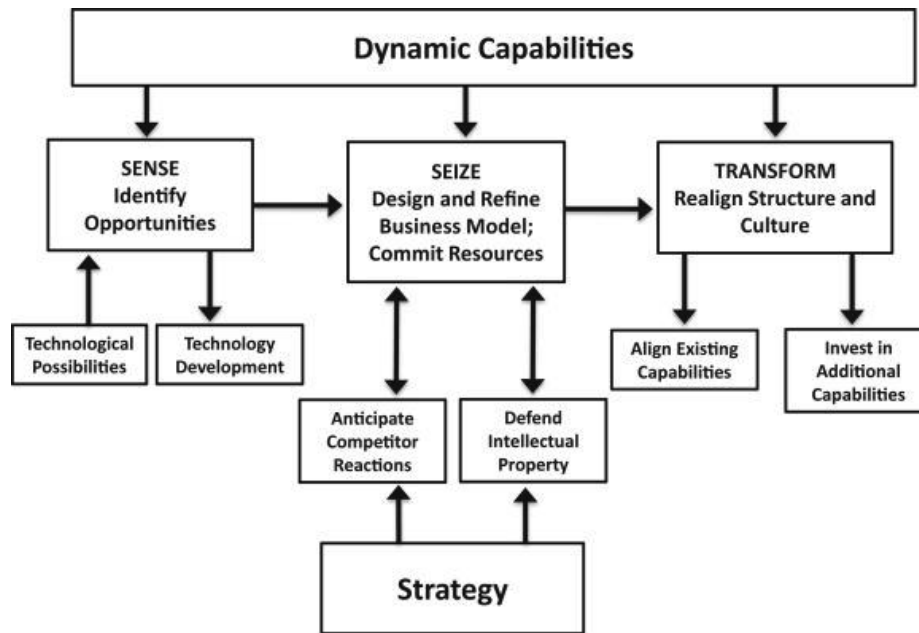 Dynamic Capabilities
SENSE
Identify
Opportunities
SEIZE
Design and Refine
Business Model;
Commit Resources
TRANSFORM
Realign Structure and
Culture
Technological
Possibilities
Technology
Development
Align Existing
Capabilities
Invest in
Additional
Capabilities
Anticipate
Competitor
Reactions
Defend
Intellectual
Property
Strategy